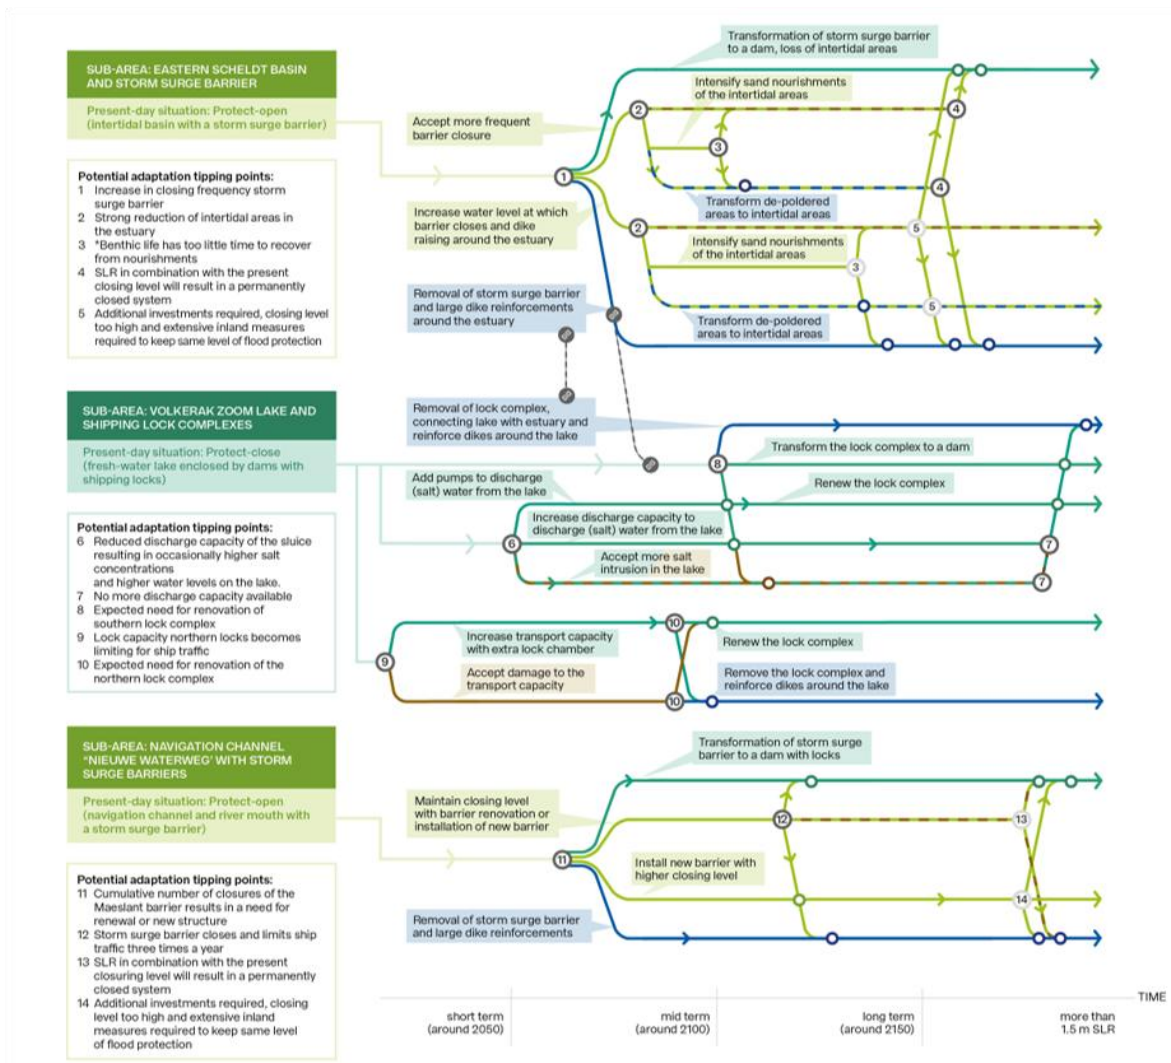 SUB-AREA: EASTERN SCHELDT BASIN
AND STORM SURGE BARRIER
Present-day situation: Protect-open
(intertidal basin with a storm surge barrier)
Potential adaptation tipping points:
1 Increase in closing frequency storm
surge barrier
2 Strong reduction of intertidal areas in
the estuary
3 *Benthic life has too little time to recover
from nourishments
4 SLR in combination with the present
closing level will result in a permanently
closed system
5 Additional investments required, closing level
too high and extensive inland measures
required to keep same level of flood protection
Transformation of storm surge barrier
to a dam, loss of intertidal areas
Intensify sand nourishments
of the intertidal areas
Accept more frequent
barrier closure
2
4
3
1
4
Transform de-poldered
areas to intertidal areas
Increase water level at which
barrier closes and dike
raising around the estuary
2
5
Intensify sand nourishments
of the intertidal areas
3
Removal of storm surge barrier
and large dike reinforcements
around the estuary
5
Transform de-poldered
areas to intertidal areas
SUB-AREA: VOLKERAK ZOOM LAKE AND
SHIPPING LOCK COMPLEXES
Present-day situation: Protect-close
(fresh-water lake enclosed by dams with
shipping locks)
Potential adaptation tipping points:
6 Reduced discharge capacity of the sluice
resulting in occasionally higher salt
concentrations
and higher water levels on the lake.
7 No more discharge capacity available
8 Expected need for renovation of
southern lock complex
9 Lock capacity northern locks becomes
limiting for ship traffic
10 Expected need for renovation of the
northern lock complex
Removal of lock complex,
connecting lake with estuary and
reinforce dikes around the lake
Transform the lock complex to a dam
8
Add pumps to discharge
(salt) water from the lake
Renew the lock complex
Increase discharge capacity to
discharge (salt) water from the lake
6
7
Accept more salt
intrusion in the lake
7
10
Increase transport capacity
with extra lock chamber
Renew the lock complex
9
Accept damage to the
transport capacity
Remove the lock complex and
reinforce dikes around the lake
10
SUB-AREA: NAVIGATION CHANNEL
‘NIEUWE WATERWEG’ WITH STORM
SURGE BARRIERS
Present-day situation: Protect-open
(navigation channel and river mouth with
a storm surge barrier)
Potential adaptation tipping points:
11 Cumulative number of closures of the
Maeslant barrier results in a need for
renewal or new structure
12 Storm surge barrier closes and limits ship
traffic three times a year
13 SLR in combination with the present
closuring level will result in a permanently
closed system
14 Additional investments required, closing
level too high and extensive inland
measures required to keep same level
of flood protection
Transformation of storm surge
barrier to a dam with locks
Maintain closing level
with barrier renovation or
installation of new barrier
12
13
11
Install new barrier with
higher closing level
14
Removal of storm surge barrier
and large dike reinforcements
TIME
short term
(around 2050)
mid term
(around 2100)
long term
(around 2150)
more than
1.5 m SLR